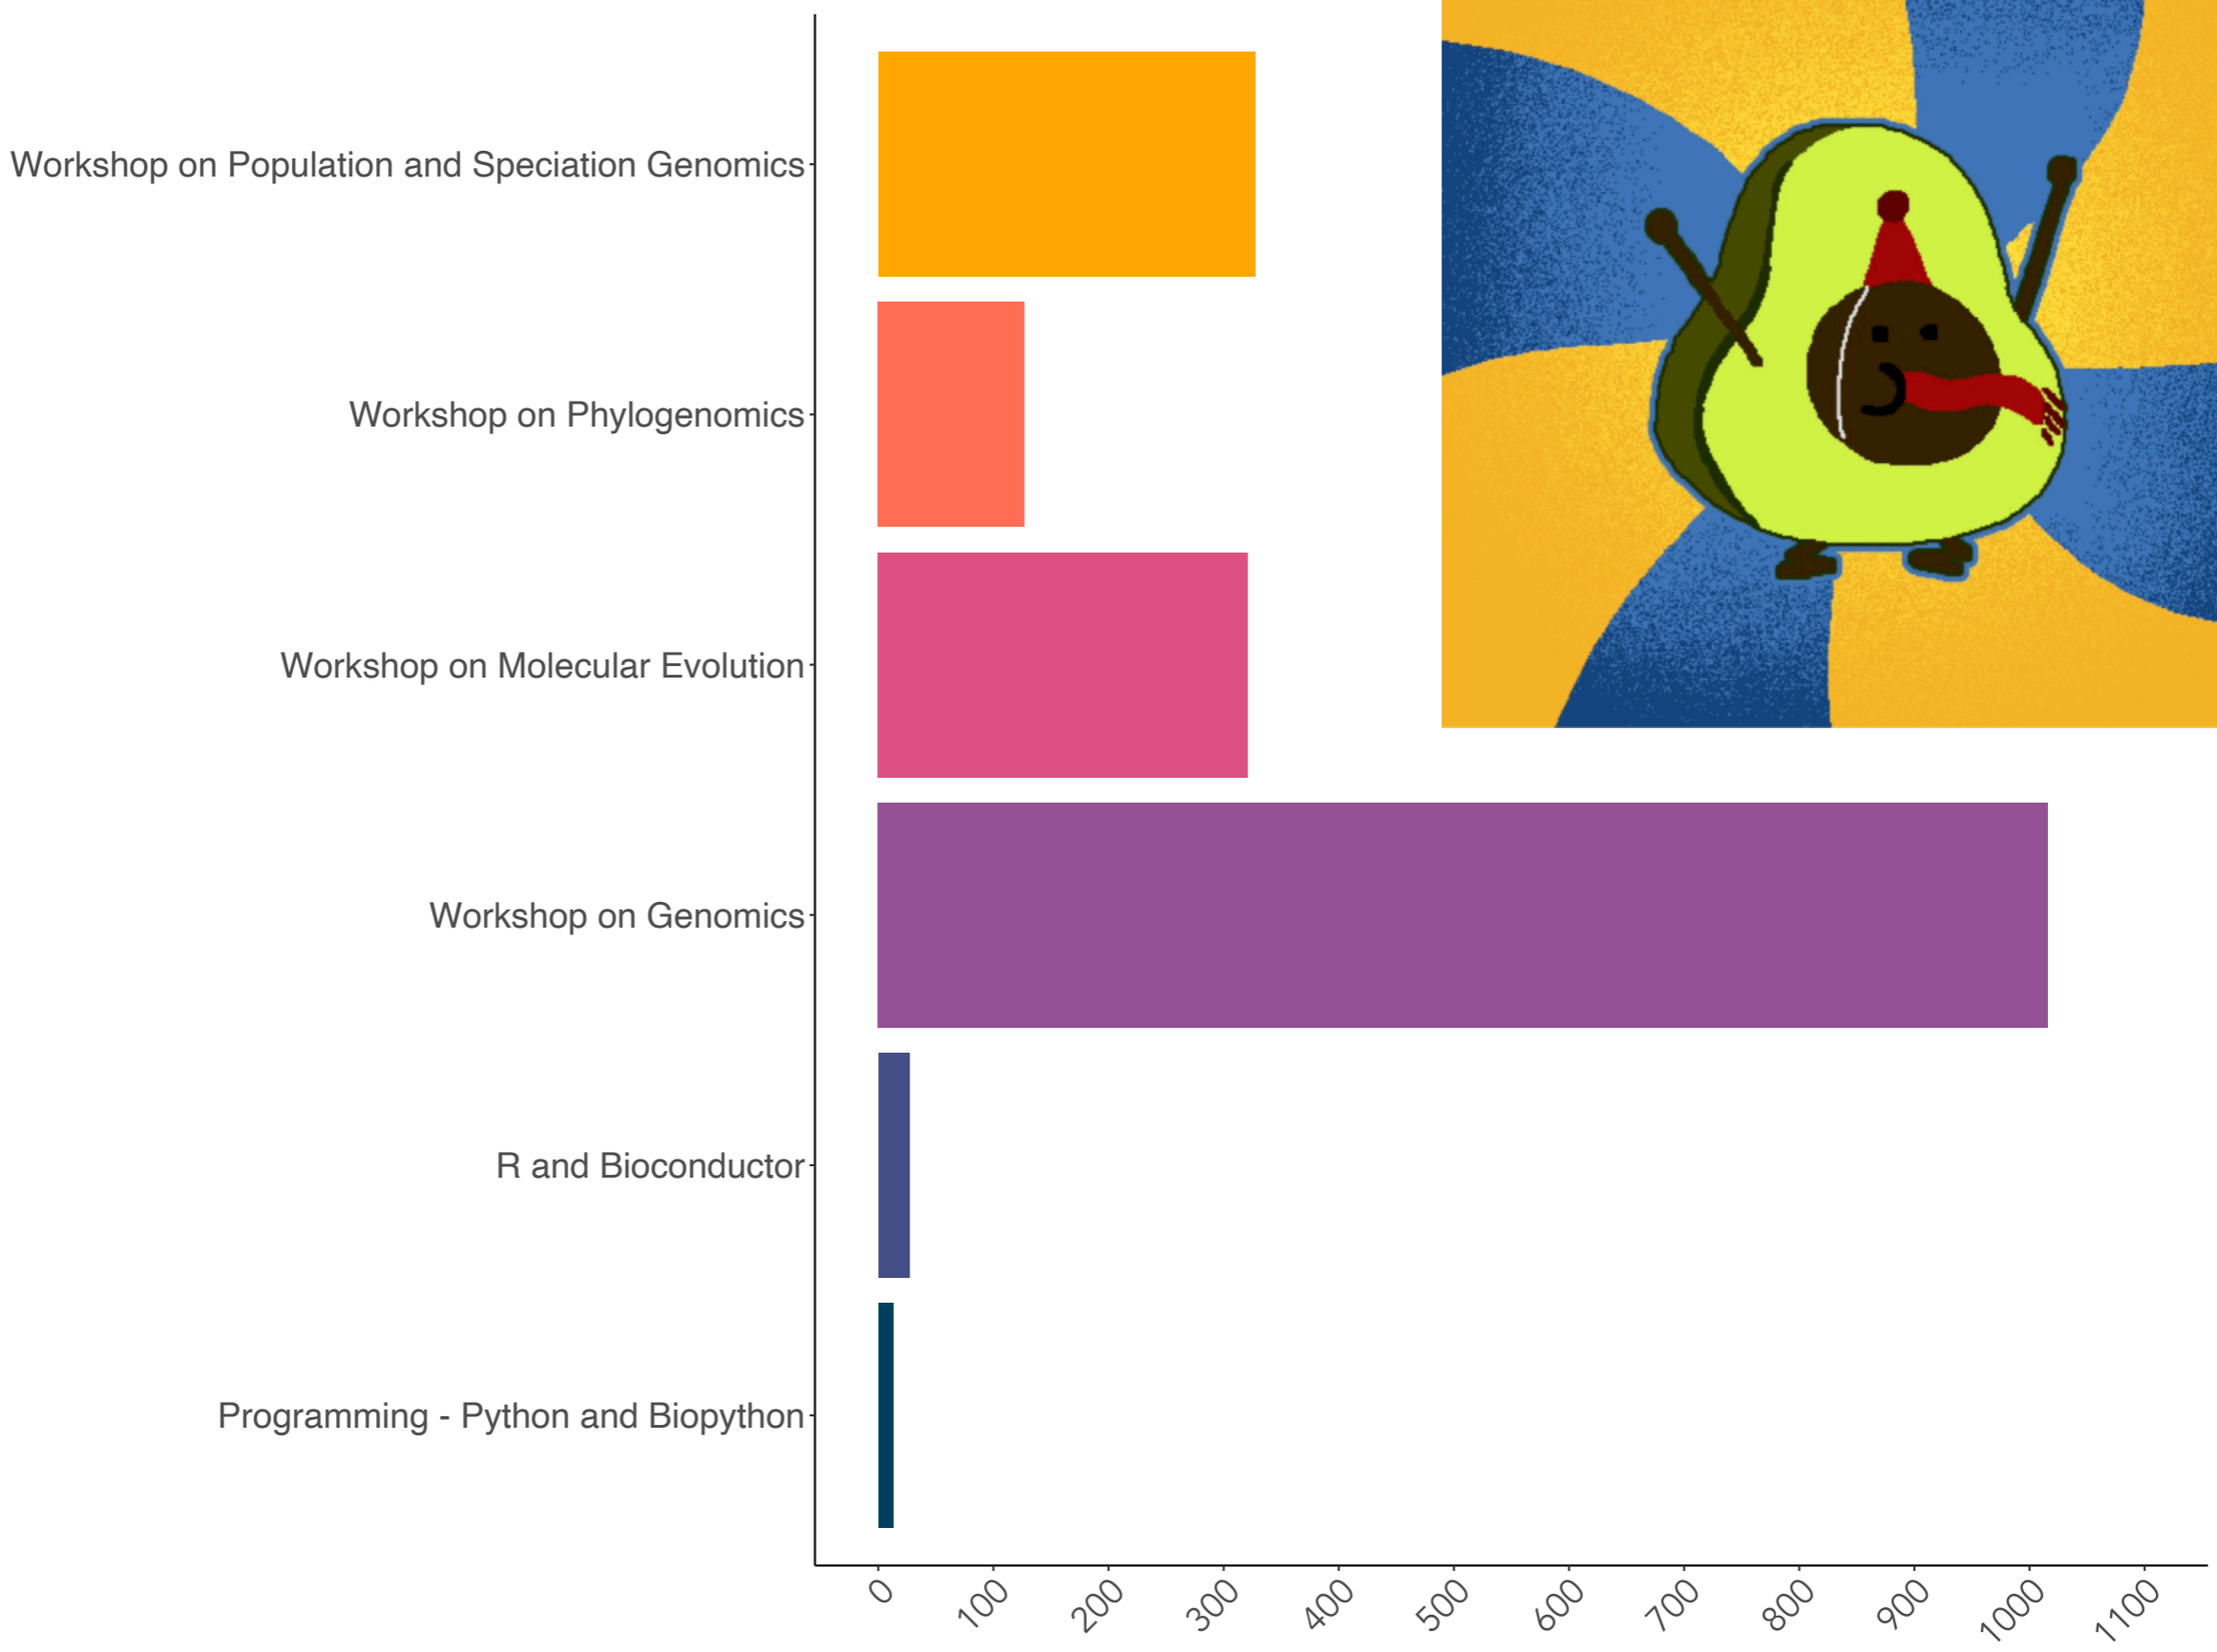 Workshop on Population and Speciation Genomics
Workshop on Phylogenomics
Workshop on Molecular Evolution
Workshop on Genomics
R and Bioconductor
Programming - Python and Biopython
0 100 200 300 400 500 600 700 800 900 1000 1100